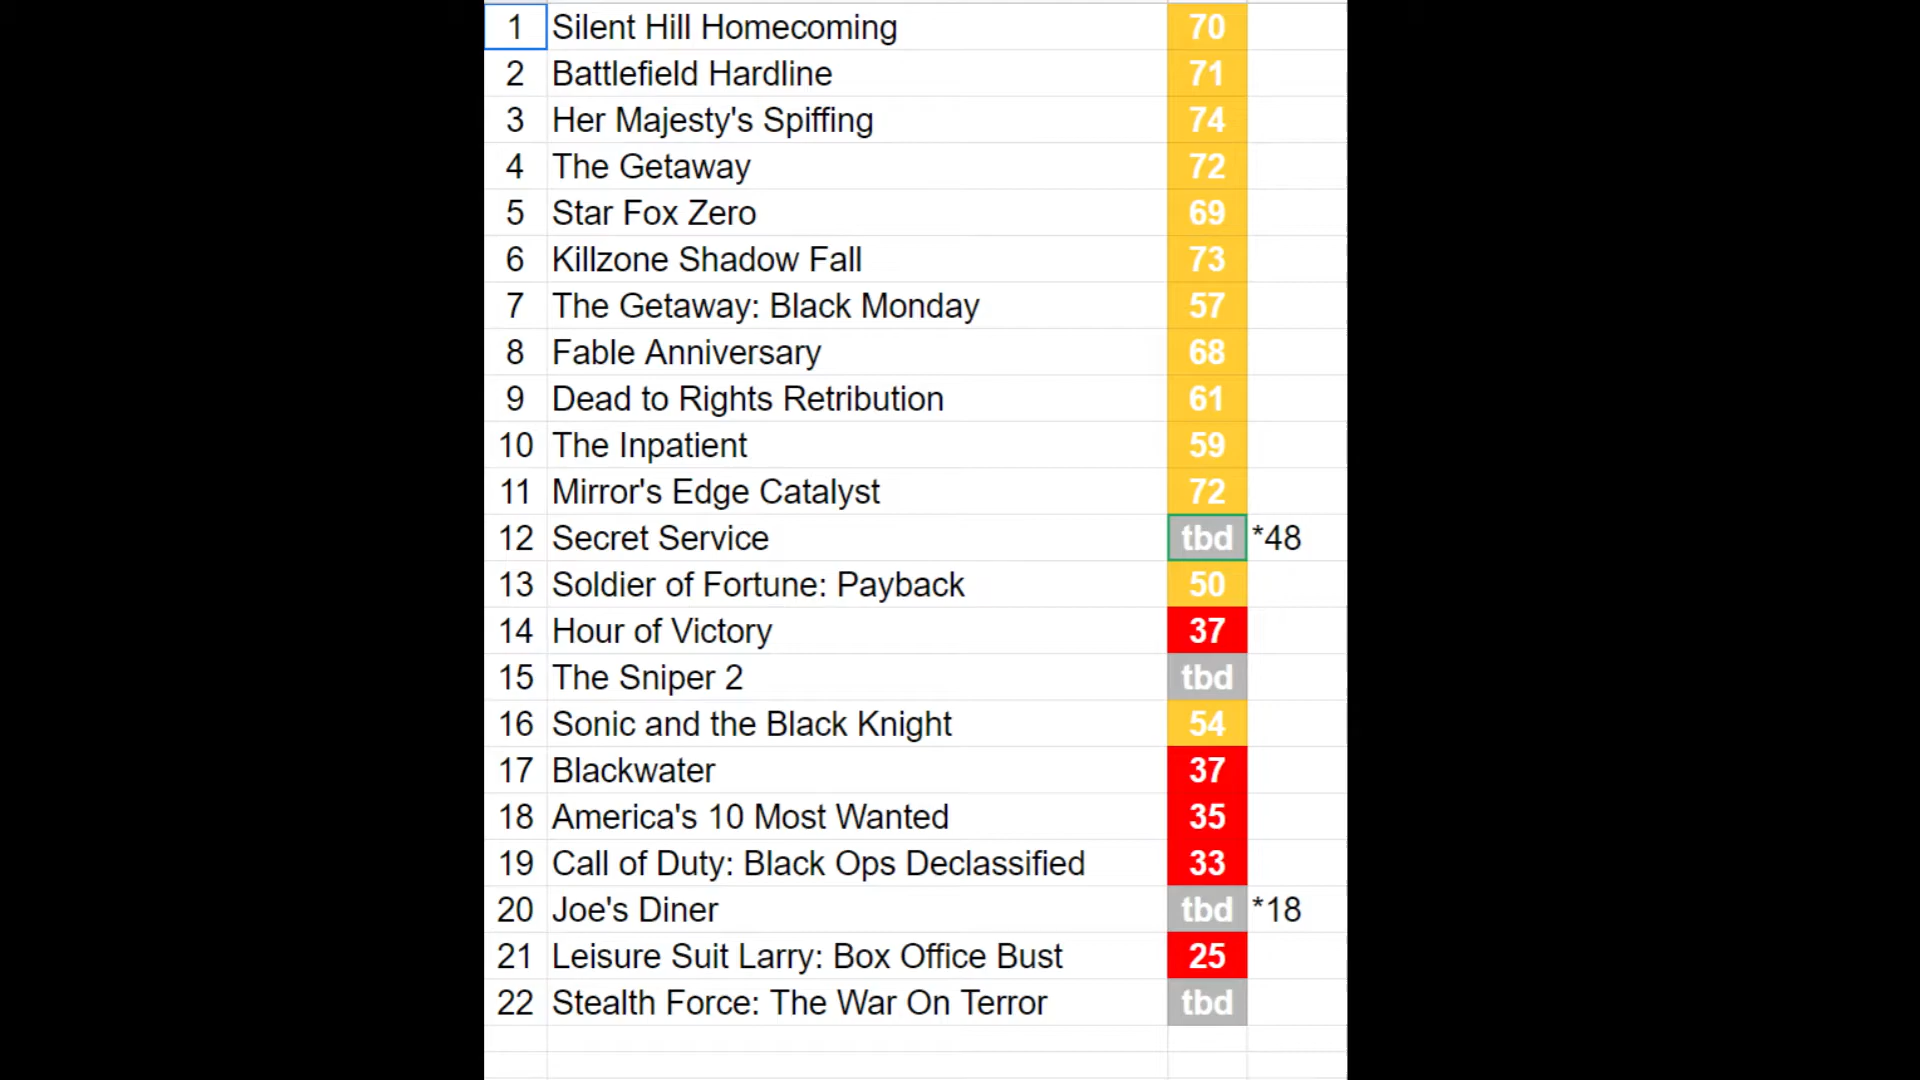 1 Silent Hill Homecoming 70
2 Battlefield Hardline 71
3 Her Majesty's Spiffing 74
4 The Getaway 72
5 Star Fox Zero 69
6 Killzone Shadow Fall 73
7 The Getaway: Black Monday 57
8 Fable Anniversary 68
9 Dead to Rights Retribution 61
10 The Inpatient 59
11 Mirror's Edge Catalyst 72
12 Secret Service tbd *48
13 Soldier of Fortune: Payback 50
14 Hour of Victory 37
15 The Sniper 2 tbd
16 Sonic and the Black Knight 54
17 Blackwater 37
18 America's 10 Most Wanted 35
19 Call of Duty: Black Ops Declassified 33
20 Joe's Diner tbd *18
21 Leisure Suit Larry: Box Office Bust 25
22 Stealth Force: The War On Terror tbd